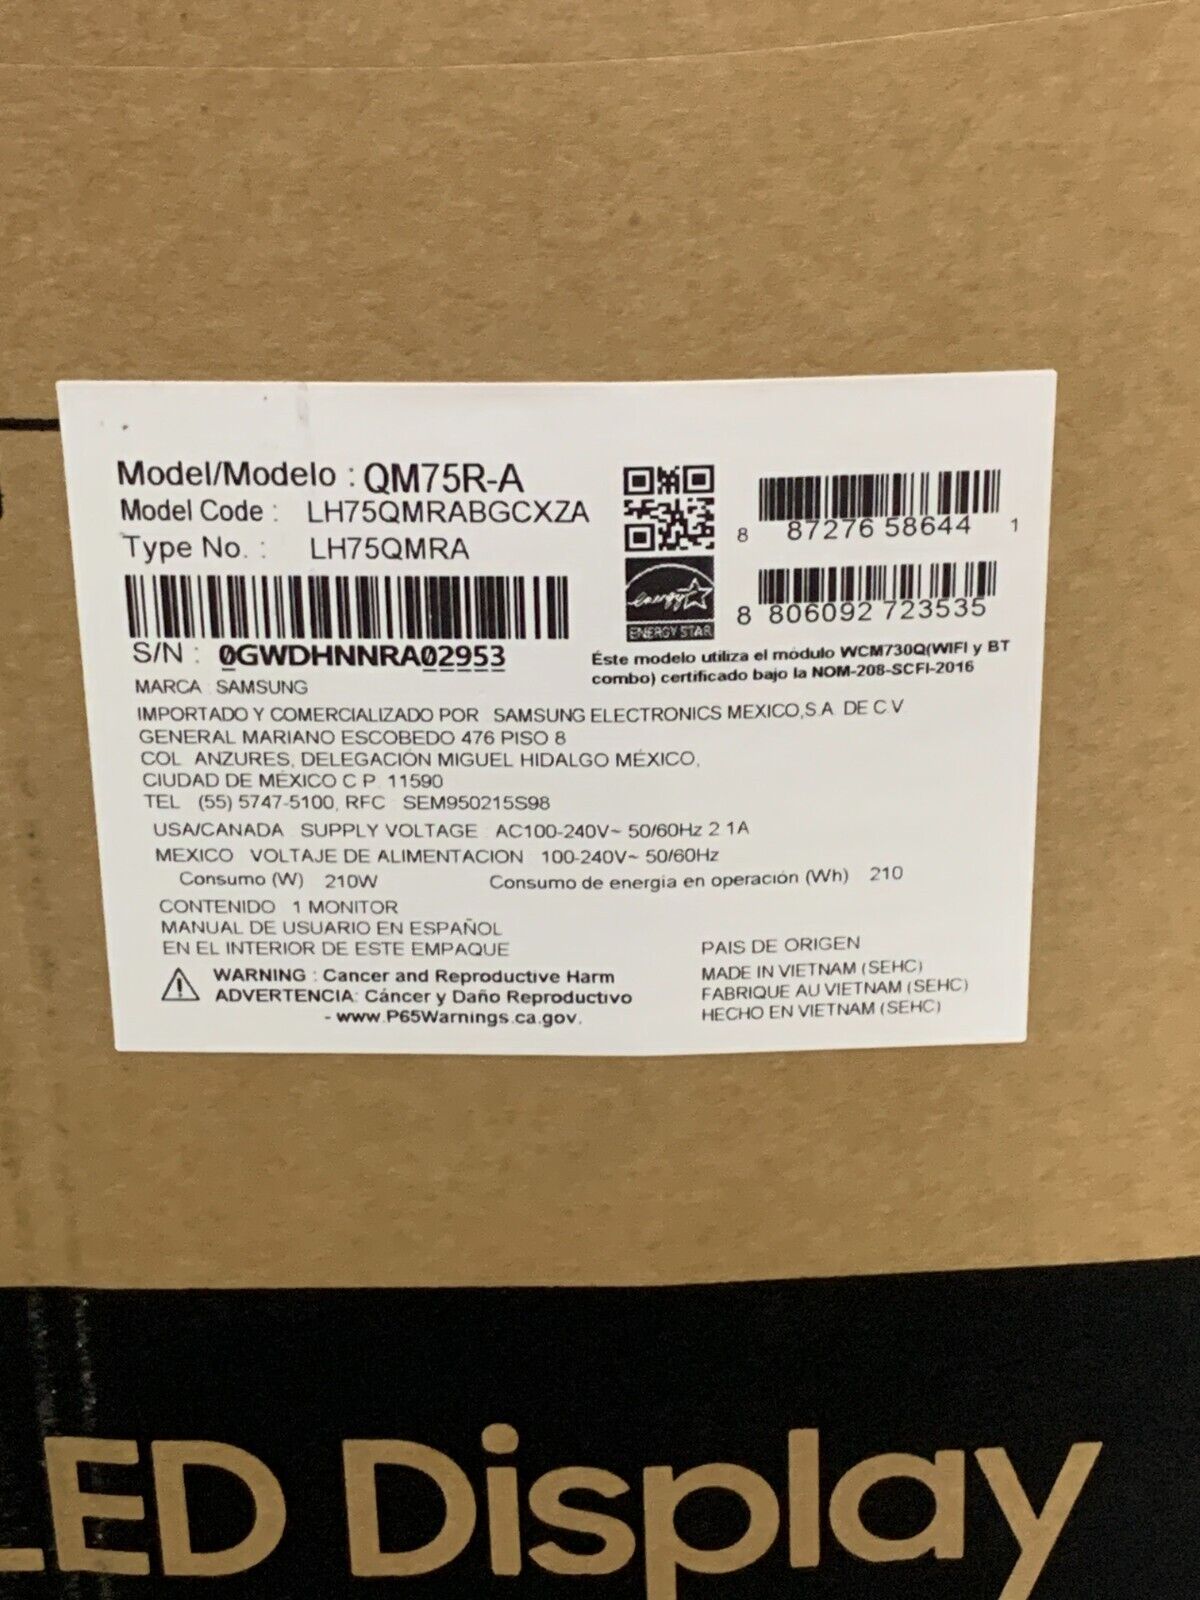 Model/Modelo : QM75R-A
Model Code : LH75QMRABGCXZA
Type No. : LH75QMRA
S/N : 0GWDHNNRA02953
8 87276 58644 1
ENERGY STAR
8 806092 723535
Éste modelo utiliza el módulo WCM730Q(WIFI y BT
combo) certificado bajo la NOM-208-SCFI-2016
MARCA SAMSUNG
IMPORTADO Y COMERCIALIZADO POR SAMSUNG ELECTRONICS MEXICO,S.A. DE C.V
GENERAL MARIANO ESCOBEDO 476 PISO 8
COL ANZURES, DELEGACIÓN MIGUEL HIDALGO MÉXICO,
CIUDAD DE MÉXICO C P. 11590
TEL (55) 5747-5100, RFC SEM950215S98
USA/CANADA SUPPLY VOLTAGE AC100-240V~ 50/60Hz 2.1A
MEXICO VOLTAJE DE ALIMENTACION 100-240V~ 50/60Hz
Consumo (W) 210W Consumo de energia en operación (Wh) 210
CONTENIDO 1 MONITOR
MANUAL DE USUARIO EN ESPAÑOL
EN EL INTERIOR DE ESTE EMPAQUE
WARNING : Cancer and Reproductive Harm
ADVERTENCIA: Cáncer y Daño Reproductivo
- www.P65Warnings.ca.gov.
PAIS DE ORIGEN
MADE IN VIETNAM (SEHC)
FABRIQUE AU VIETNAM (SEHC)
HECHO EN VIETNAM (SEHC)
LED Display